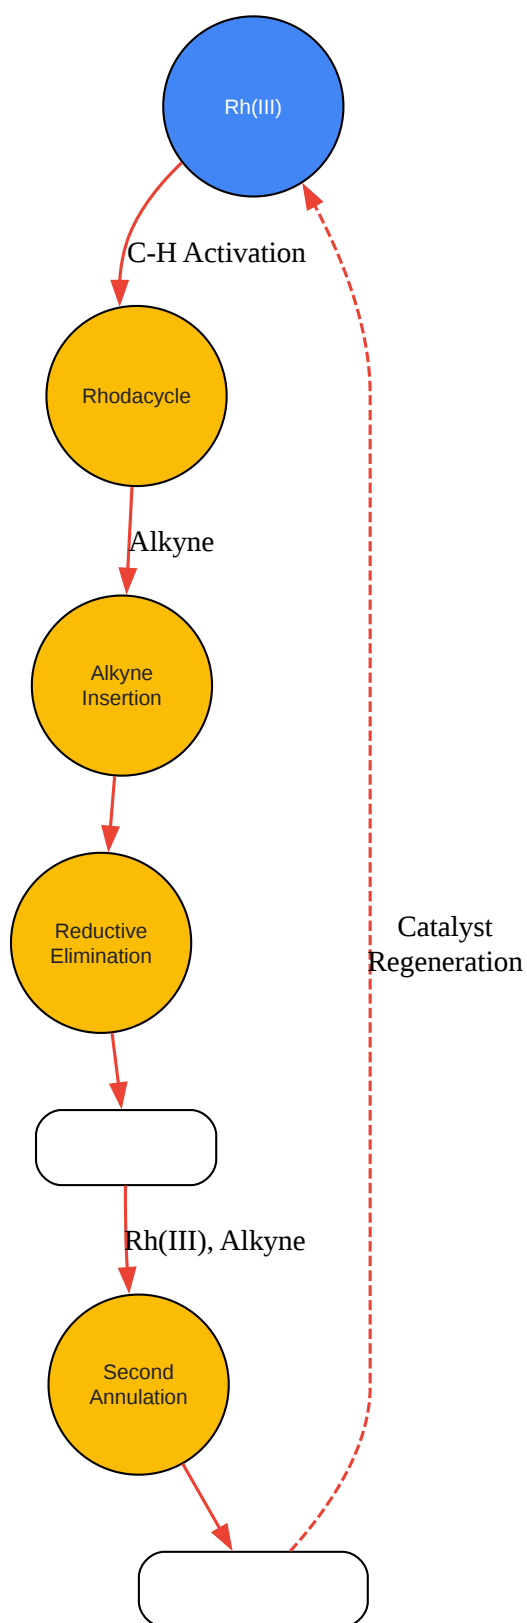 Rh(III)
C-H Activation
Rhodacycle
Alkyne
Alkyne
Insertion
Reductive
Elimination
Catalyst
Regeneration
Rh(III), Alkyne
Second
Annulation